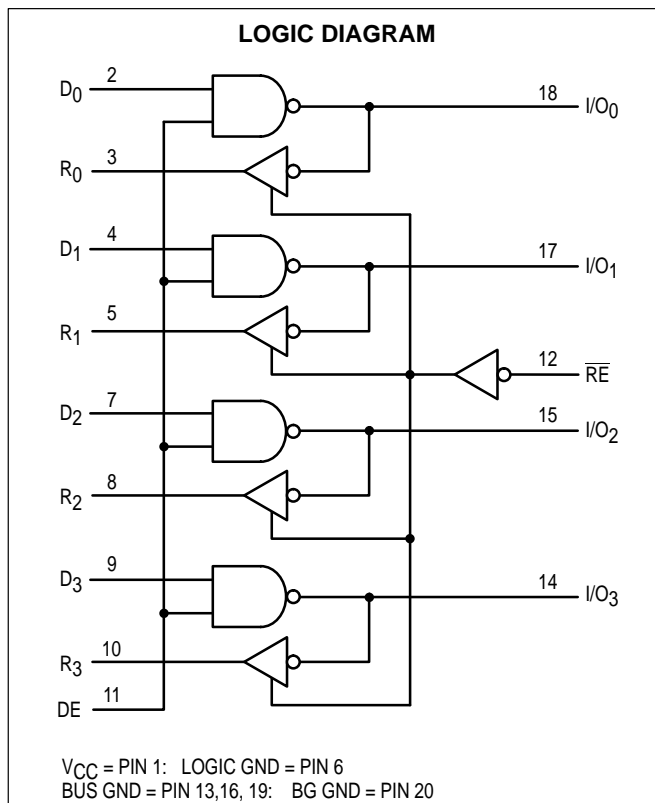 LOGIC DIAGRAM
D0 2 18 I/O0
R0 3
D1 4 17 I/O1
R1 5
12 RE
D2 7 15 I/O2
R2 8
D3 9 14 I/O3
R3 10
DE 11
VCC = PIN 1: LOGIC GND = PIN 6
BUS GND = PIN 13,16, 19: BG GND = PIN 20